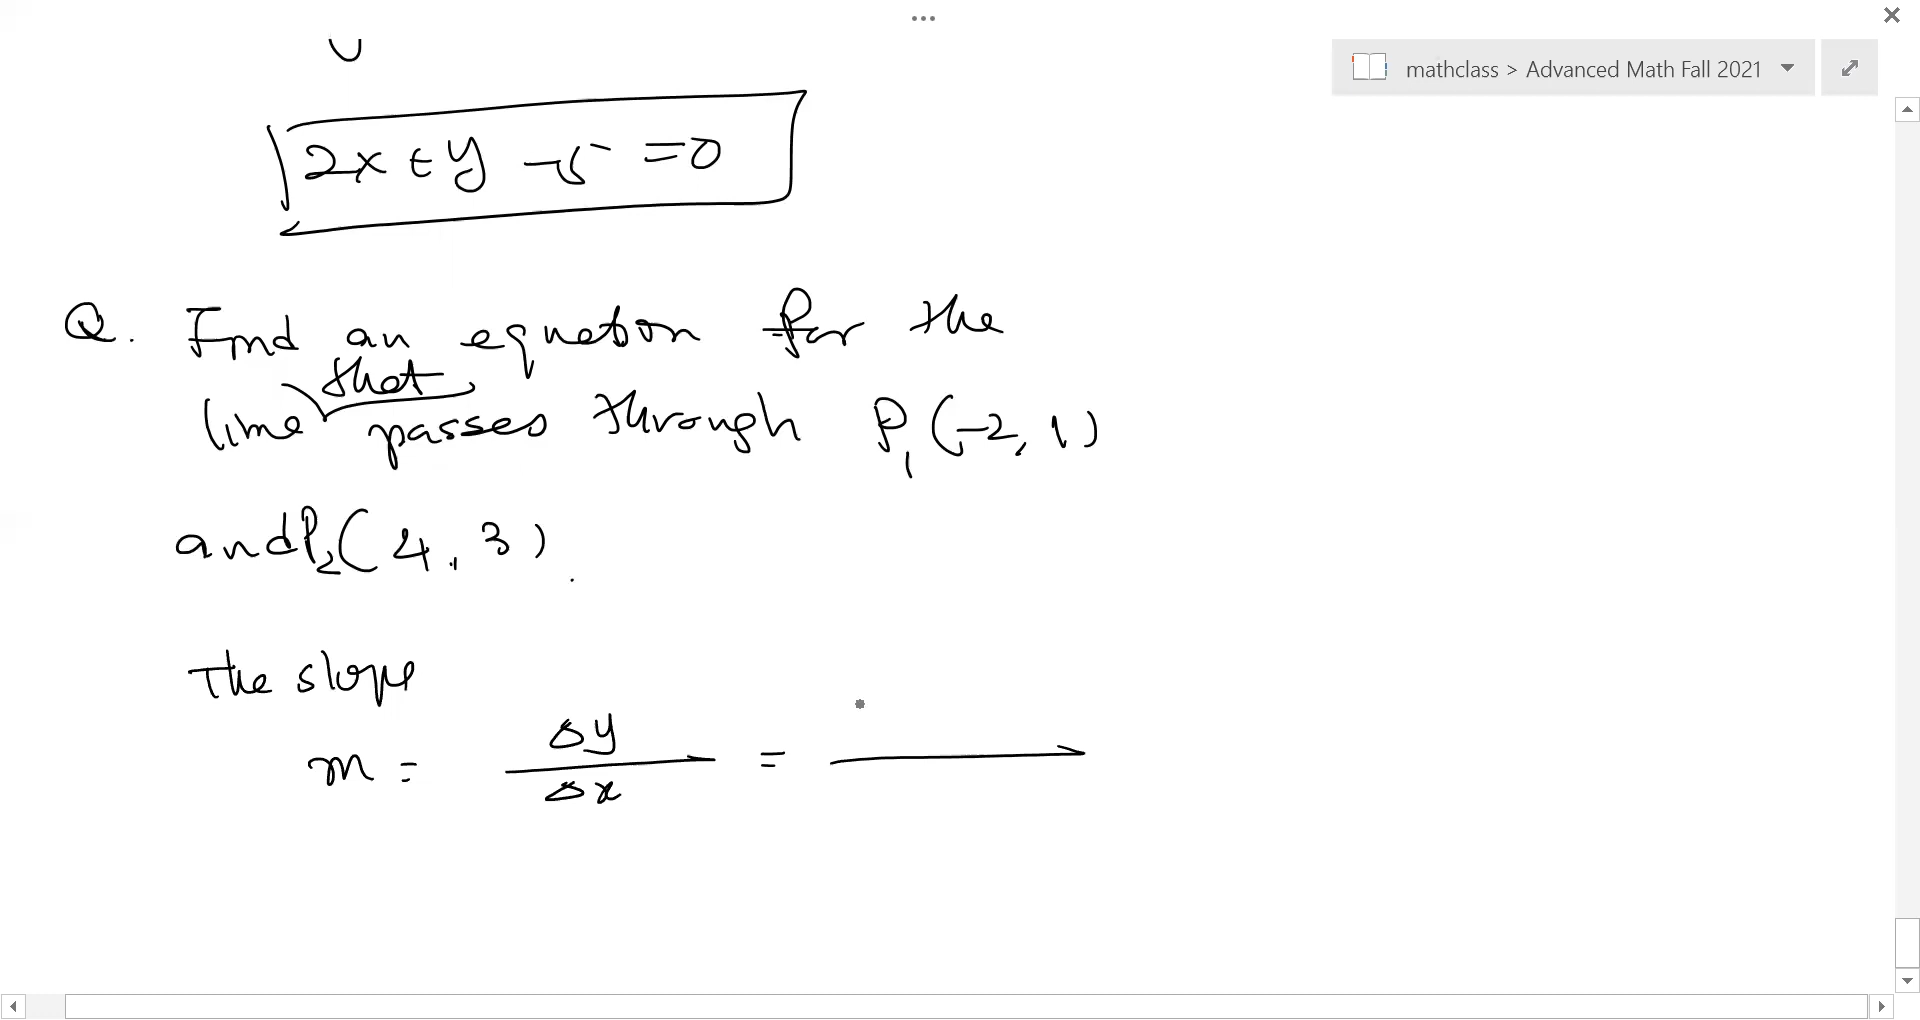 mathclass > Advanced Math Fall 2021
2x + y - 5 = 0
Q. Find an equation for the
that
line passes through P₁ (-2, 1)
and P₂ ( 4, 3 ).
The slope
m = Δy / Δx =